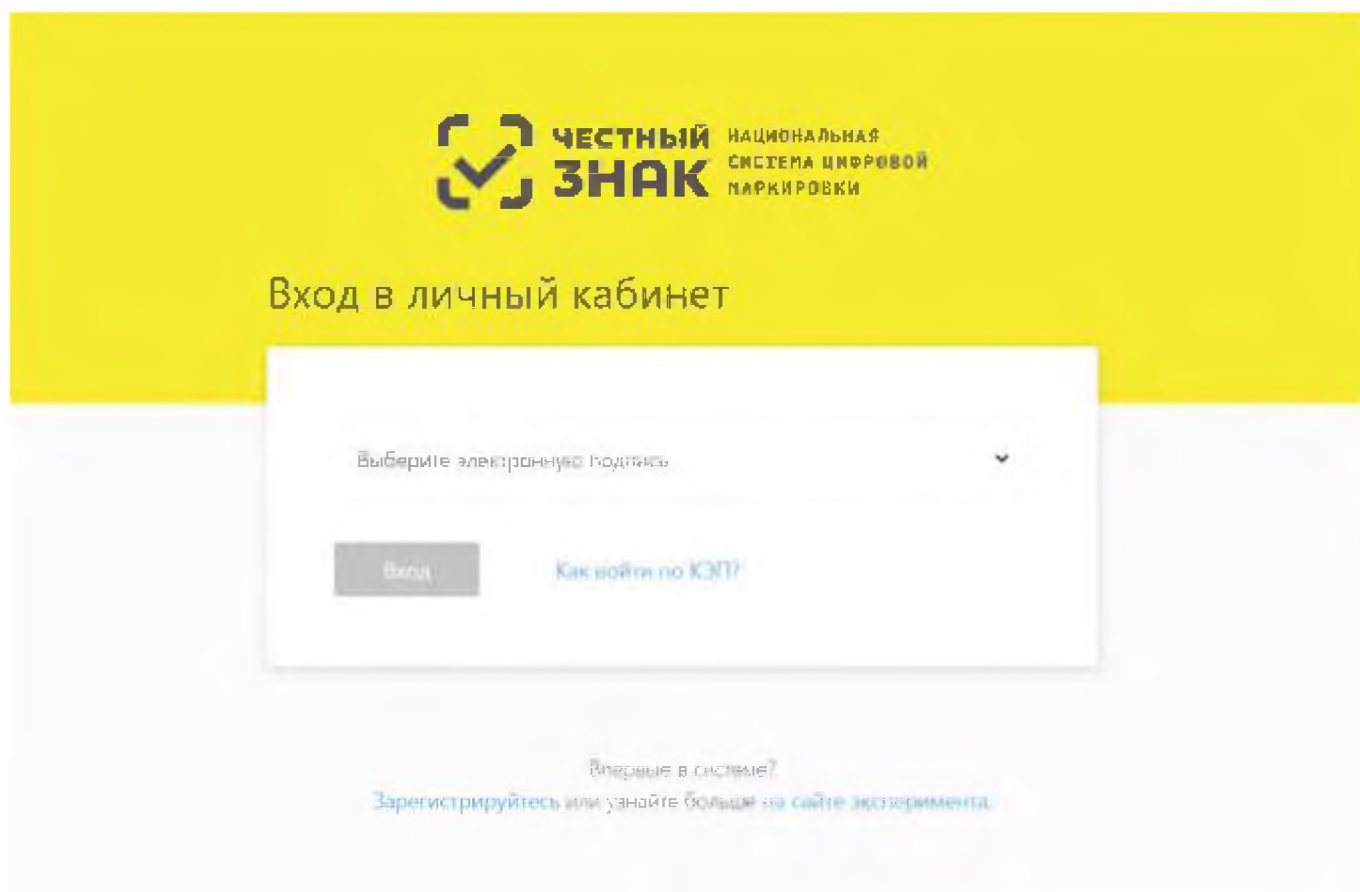 ЧЕСТНЫЙ
ЗНАК
НАЦИОНАЛЬНАЯ
СИСТЕМА ЦИФРОВОЙ
МАРКИРОВКИ
Вход в личный кабинет
Выберите электронную подпись
Вход
Как войти по КЭП?
Впервые в системе?
Зарегистрируйтесь или узнайте больше на сайте эксперимента